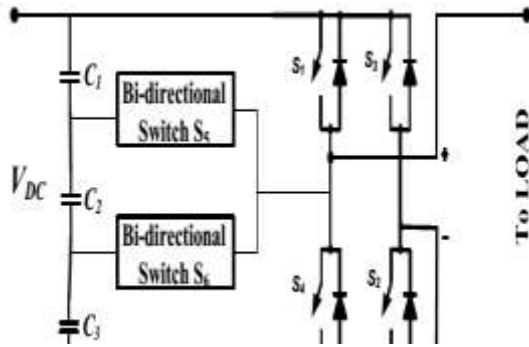 C1
Bi-directional
Switch S5
S1
S3
VDC
C2
+
To LOAD
-
Bi-directional
Switch S6
S4
S2
C3